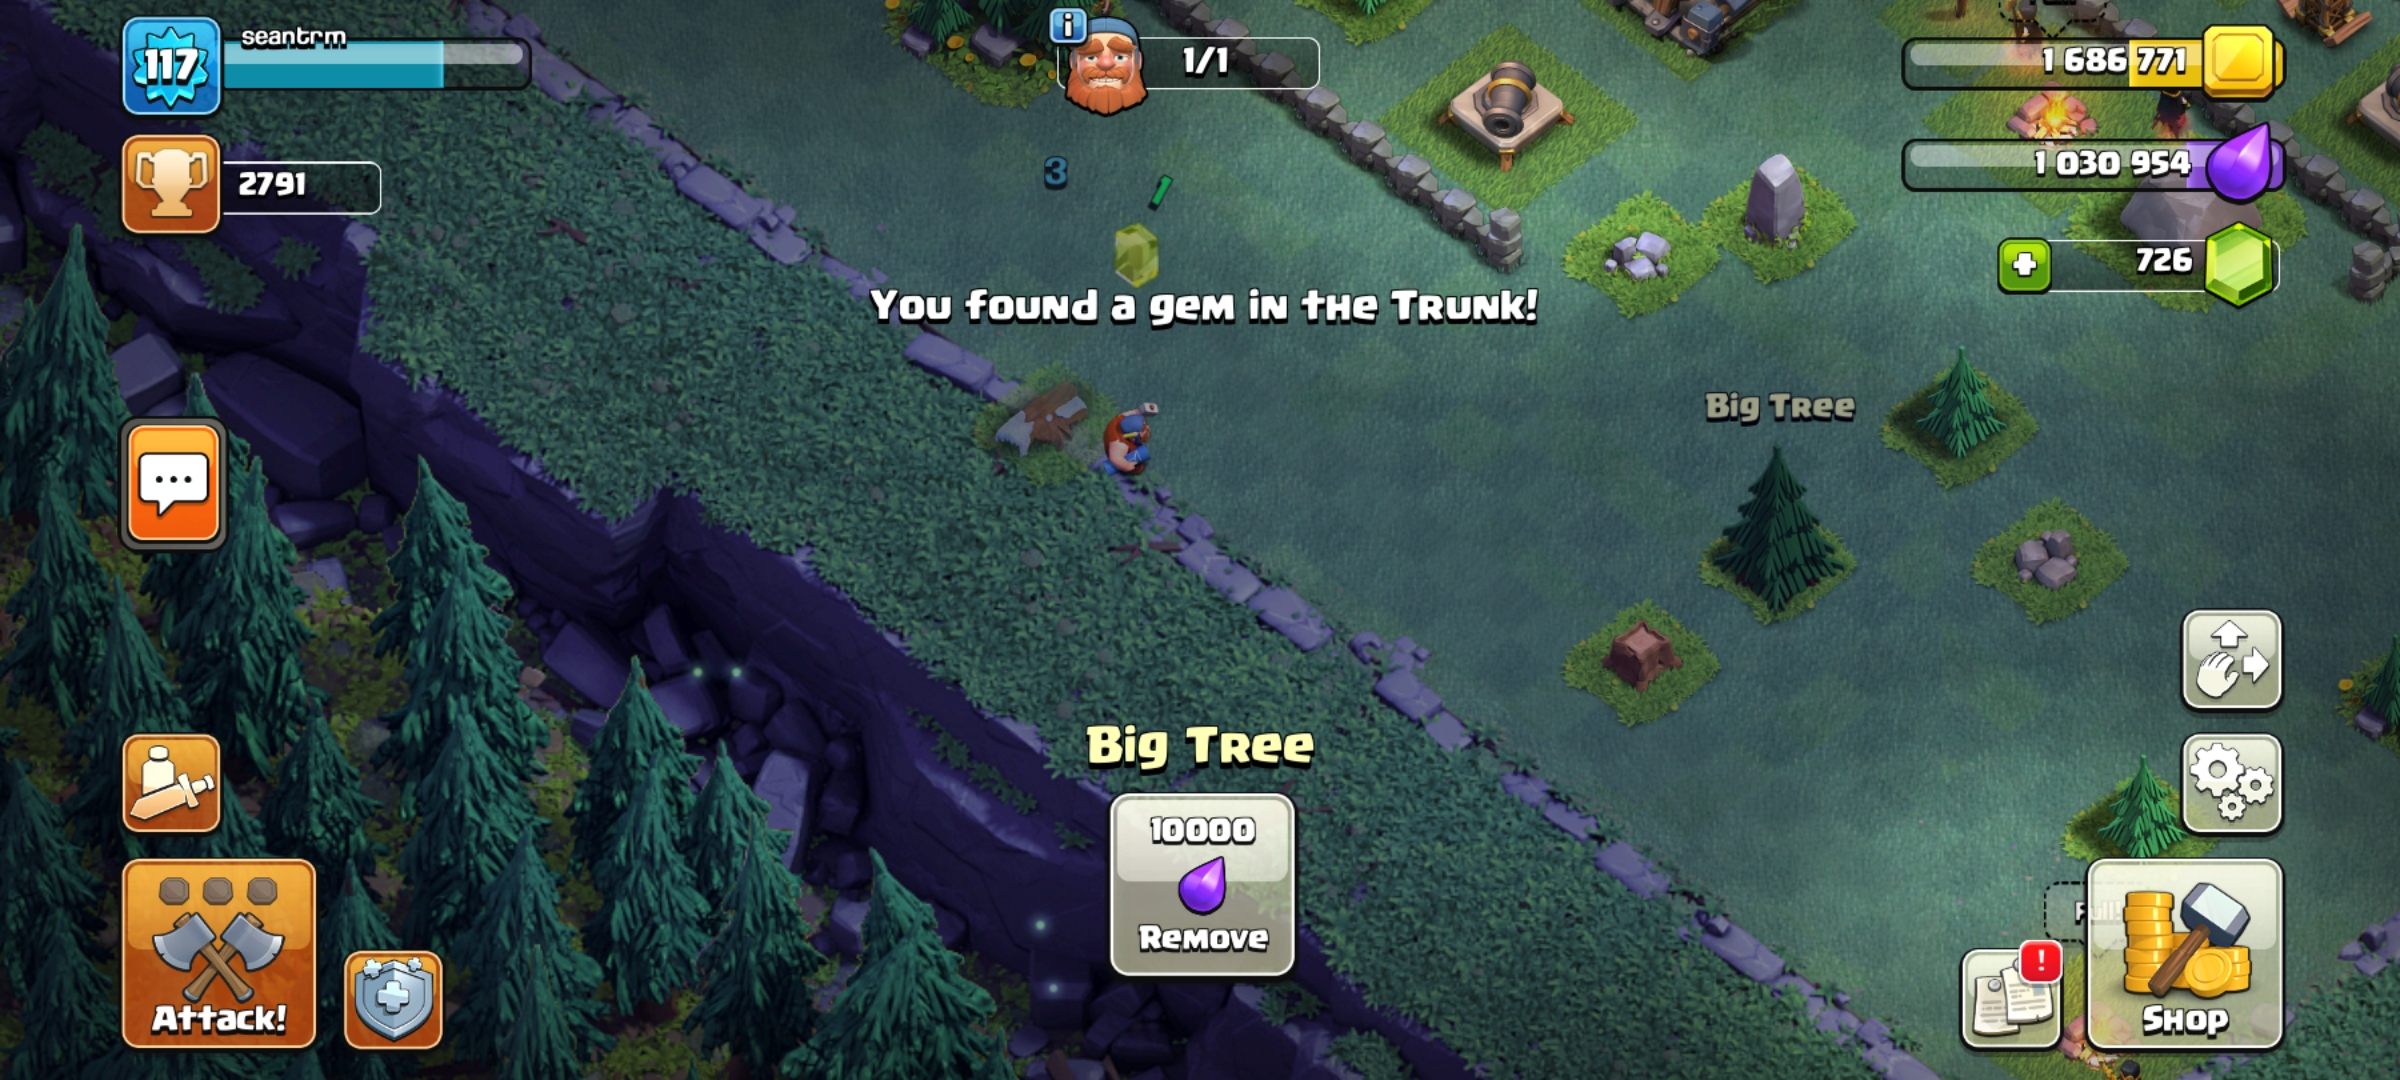 117
seantrm
i
1/1
1 686 771
2791
1 030 954
3
726
You found a gem in the Trunk!
Big Tree
Big Tree
10000
Remove
Attack!
!
Shop